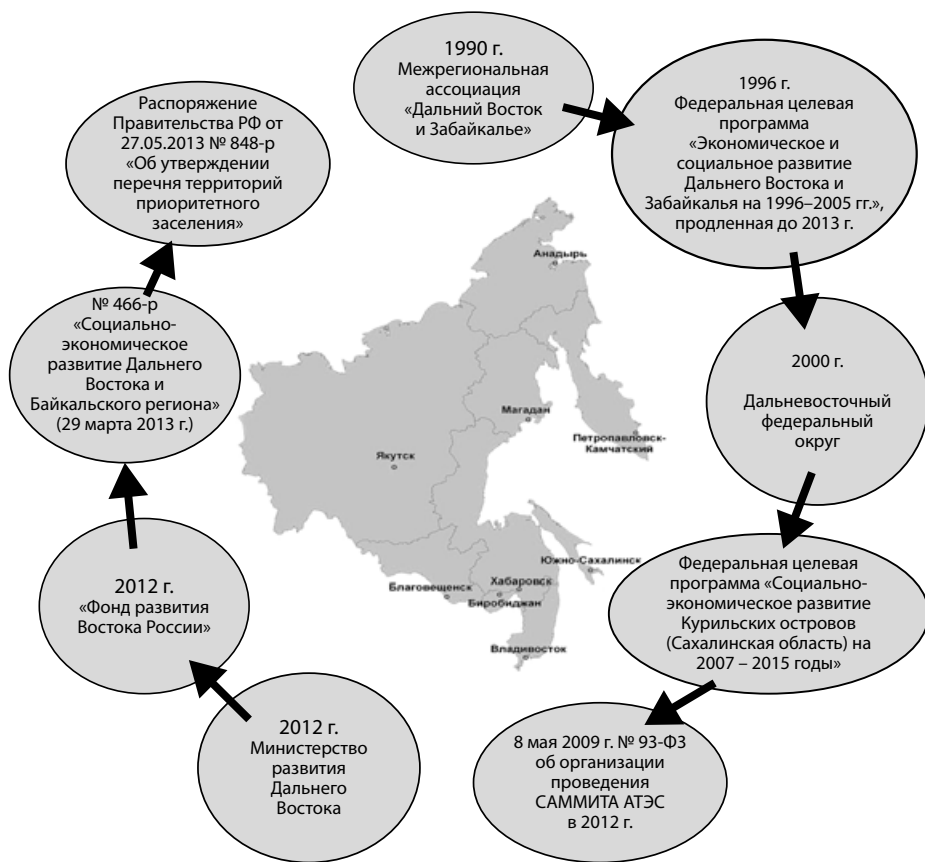 1990 г.
Межрегиональная
ассоциация
«Дальний Восток
и Забайкалье»
1996 г.
Федеральная целевая
программа
«Экономическое и
социальное развитие
Дальнего Востока и
Забайкалья на 1996–2005 гг.»,
продленная до 2013 г.
2000 г.
Дальневосточный
федеральный
округ
Федеральная целевая
программа «Социально-
экономическое развитие
Курильских островов
(Сахалинская область) на
2007 – 2015 годы»
8 мая 2009 г. № 93-ФЗ
об организации
проведения
САММИТА АТЭС
в 2012 г.
2012 г.
Министерство
развития
Дальнего
Востока
2012 г.
«Фонд развития
Востока России»
№ 466-р
«Социально-
экономическое
развитие Дальнего
Востока и
Байкальского региона»
(29 марта 2013 г.)
Распоряжение
Правительства РФ от
27.05.2013 № 848-р
«Об утверждении
перечня территорий
приоритетного
заселения»
Анадырь
Магадан
Петропавловск-
Камчатский
Якутск
Южно-Сахалинск
Благовещенск
Хабаровск
Биробиджан
Владивосток